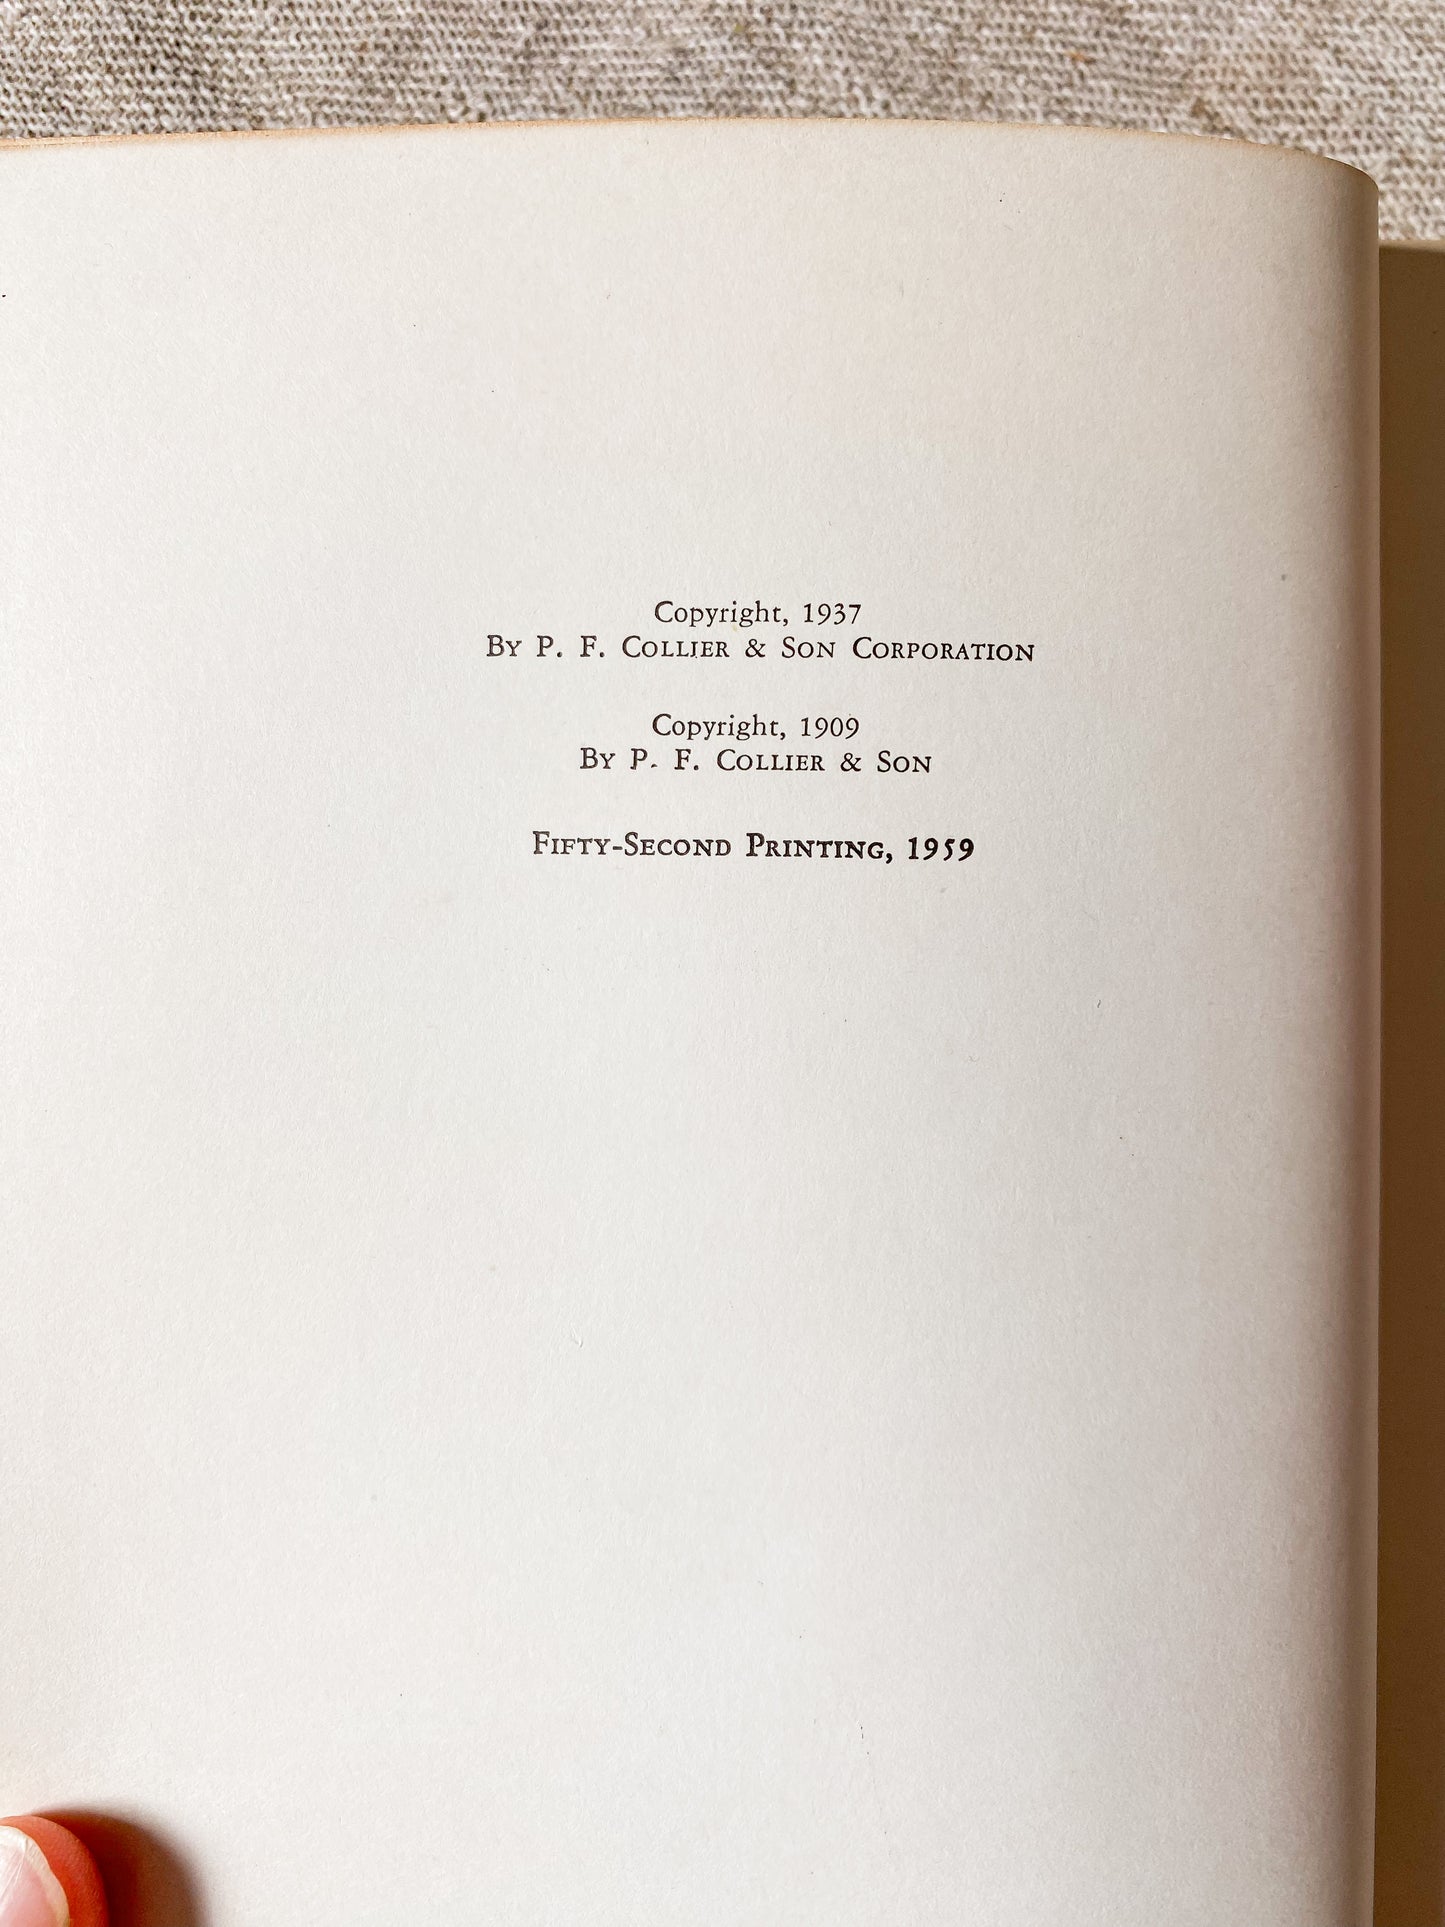 Copyright, 1937
By P. F. Collier & Son Corporation
Copyright, 1909
By P. F. Collier & Son
Fifty-Second Printing, 1959